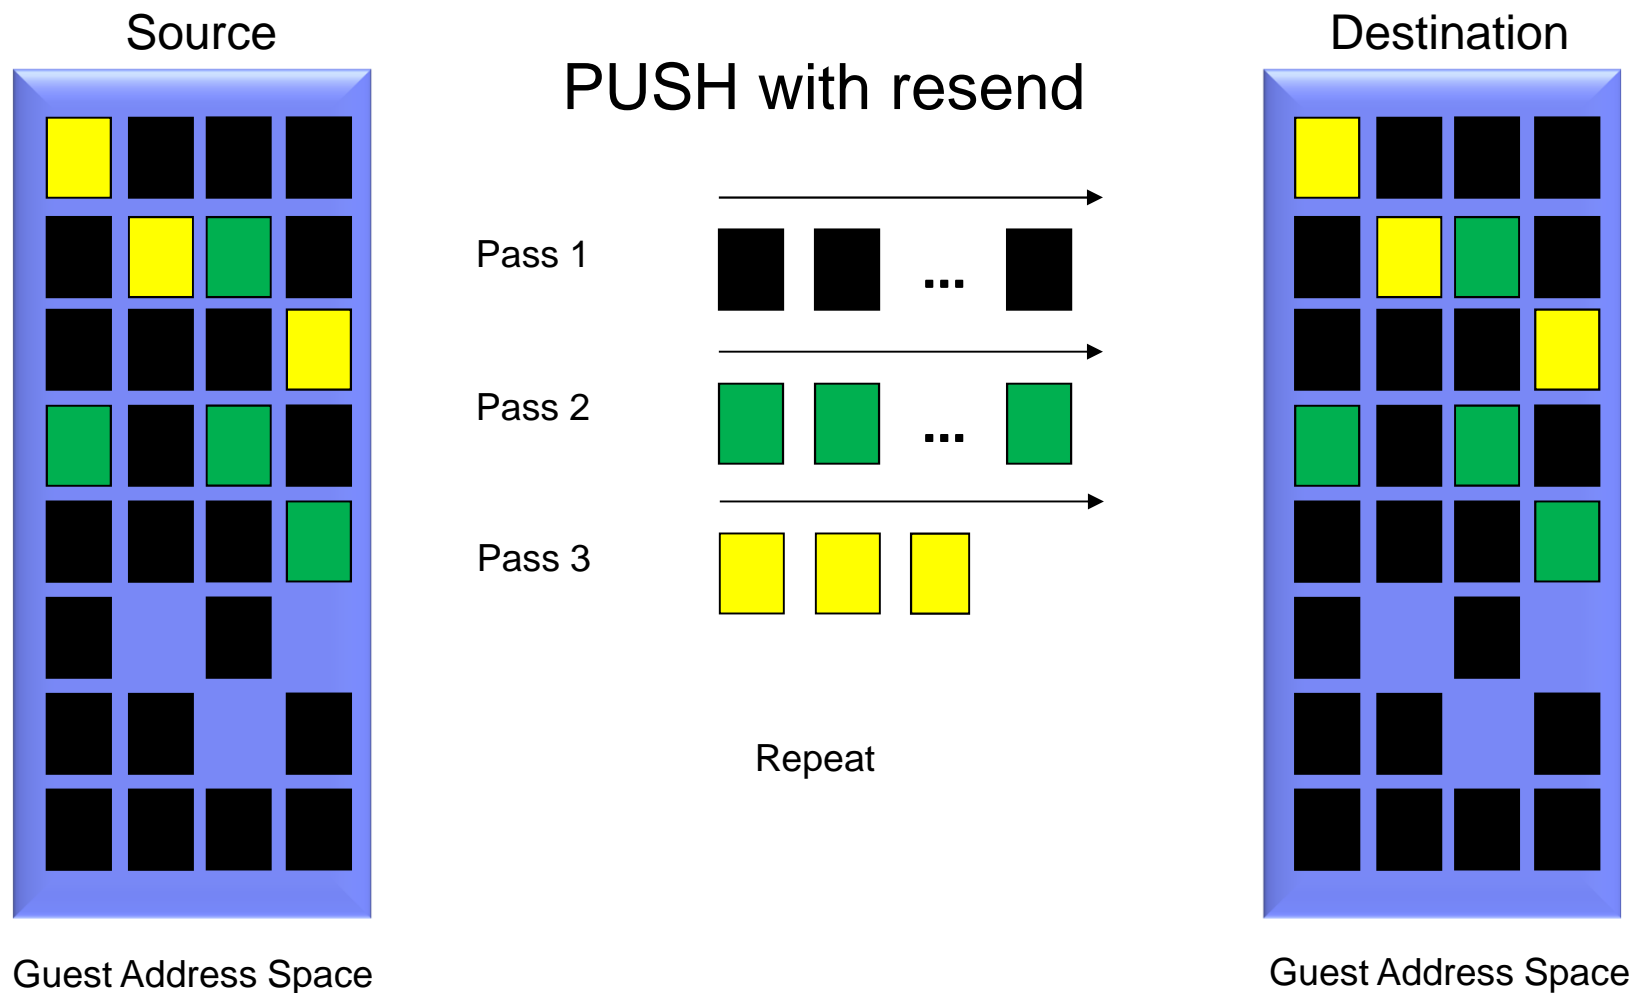 Source
Destination
PUSH with resend
Pass 1
...
Pass 2
...
Pass 3
Repeat
Guest Address Space
Guest Address Space